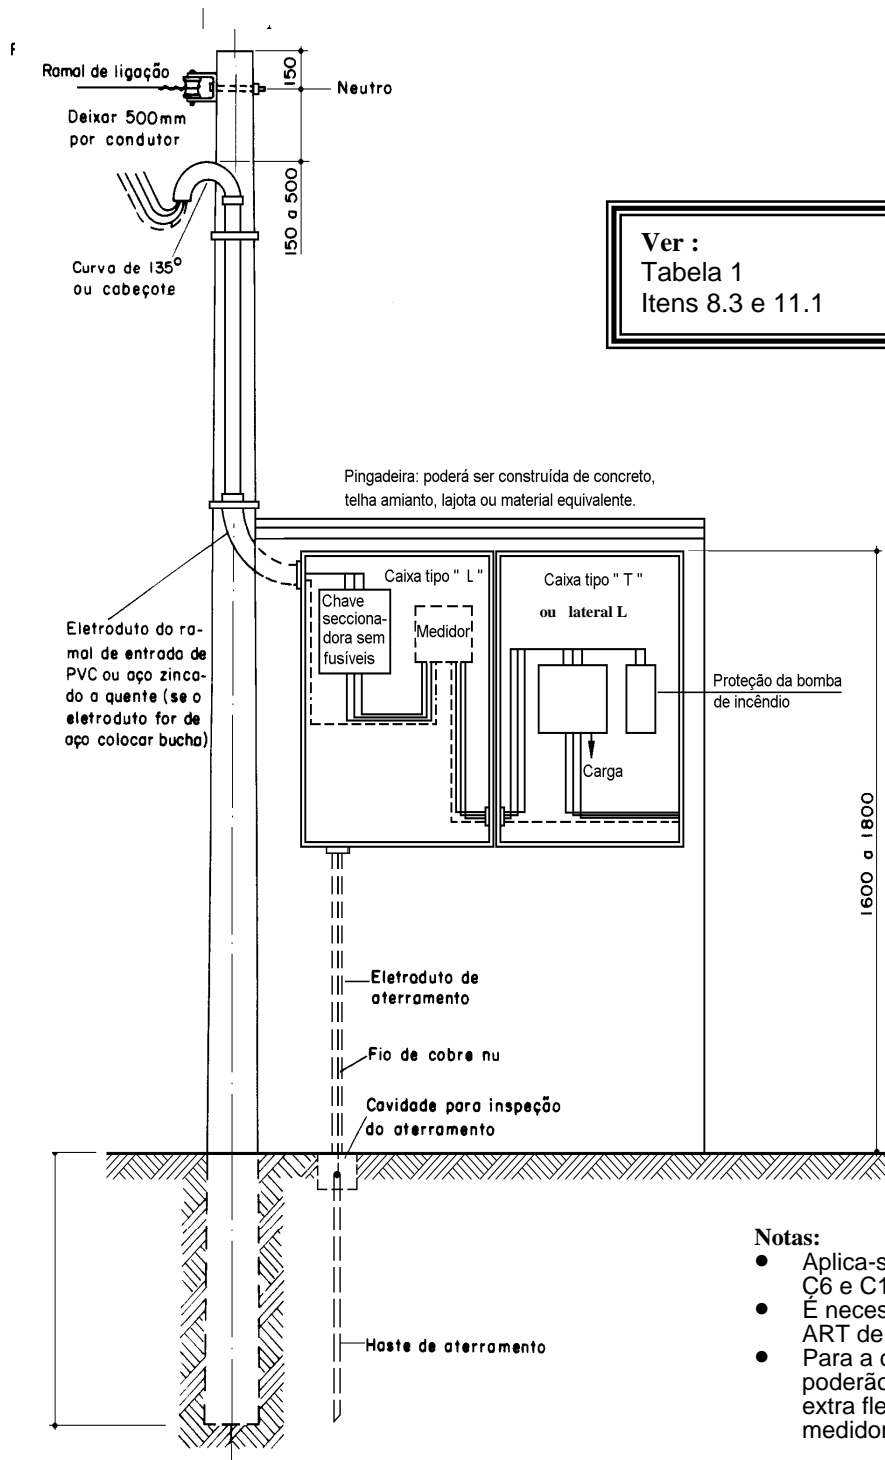 Ramal de ligação
Deixar 500mm
por condutor
150
Neutro
150 a 500
Curva de 135°
ou cabeçote
Ver :
Tabela 1
Itens 8.3 e 11.1
Pingadeira: poderá ser construída de concreto,
telha amianto, lajota ou material equivalente.
Caixa tipo " L "
Chave
secciona-
dora sem
fusíveis
Medidor
Caixa tipo " T "
ou lateral L
Carga
Proteção da bomba
de incêndio
Eletroduto do ra-
mal de entrada de
PVC ou aço zinca-
do a quente (se o
eletroduto for de
aço colocar bucha)
1600 a 1800
Eletroduto de
aterramento
Fio de cobre nu
Cavidade para inspeção
do aterramento
Haste de aterramento
Notas:
● Aplica-s
C6 e C1
● É neces
ART de
● Para a
poderão
extra fle
medidor